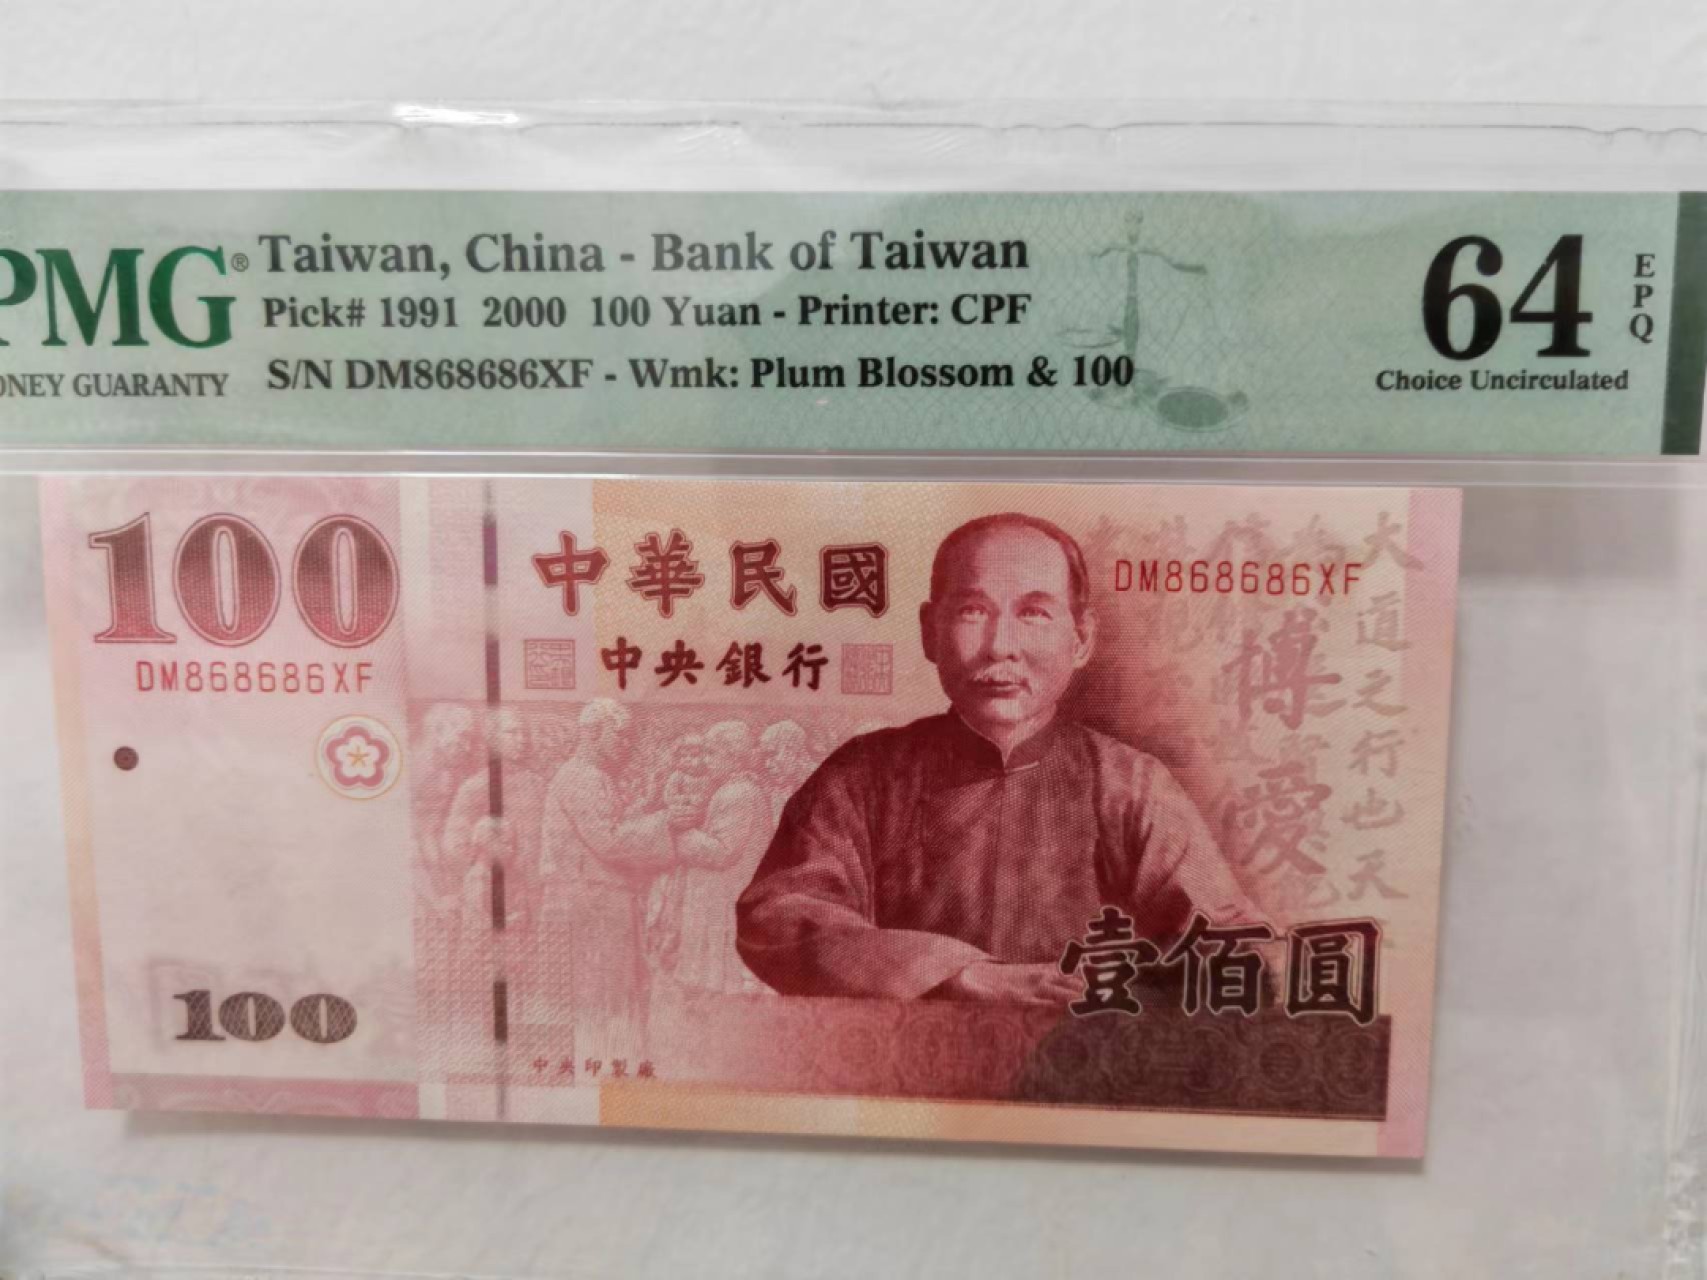 PMG® Taiwan, China - Bank of Taiwan
Pick# 1991 2000 100 Yuan - Printer: CPF
S/N DM868686XF - Wmk: Plum Blossom & 100
GUARANTY
64 EPQ
Choice Uncirculated
100
中華民國
DM868686XF
中央銀行
DM868686XF
博愛
大道之行也天
100
壹佰圓
中央印製廠